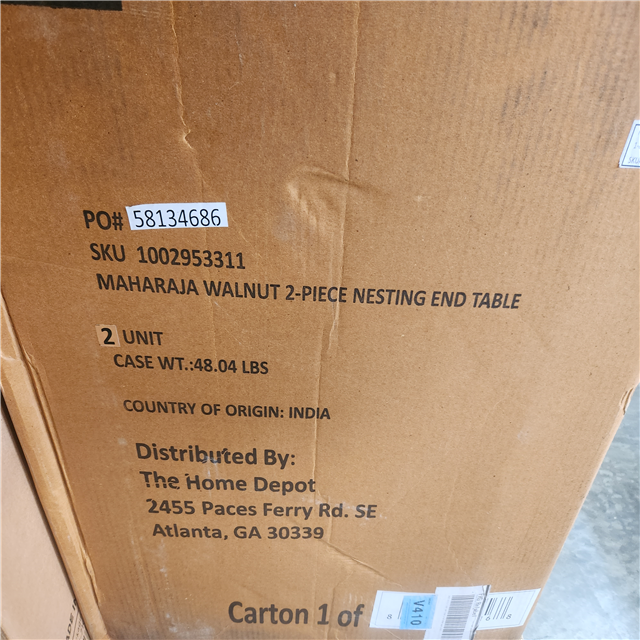 PO# 58134686
SKU 1002953311
MAHARAJA WALNUT 2-PIECE NESTING END TABLE
2 UNIT
CASE WT.:48.04 LBS
COUNTRY OF ORIGIN: INDIA
Distributed By:
The Home Depot
2455 Paces Ferry Rd. SE
Atlanta, GA 30339
Carton 1 of
V410